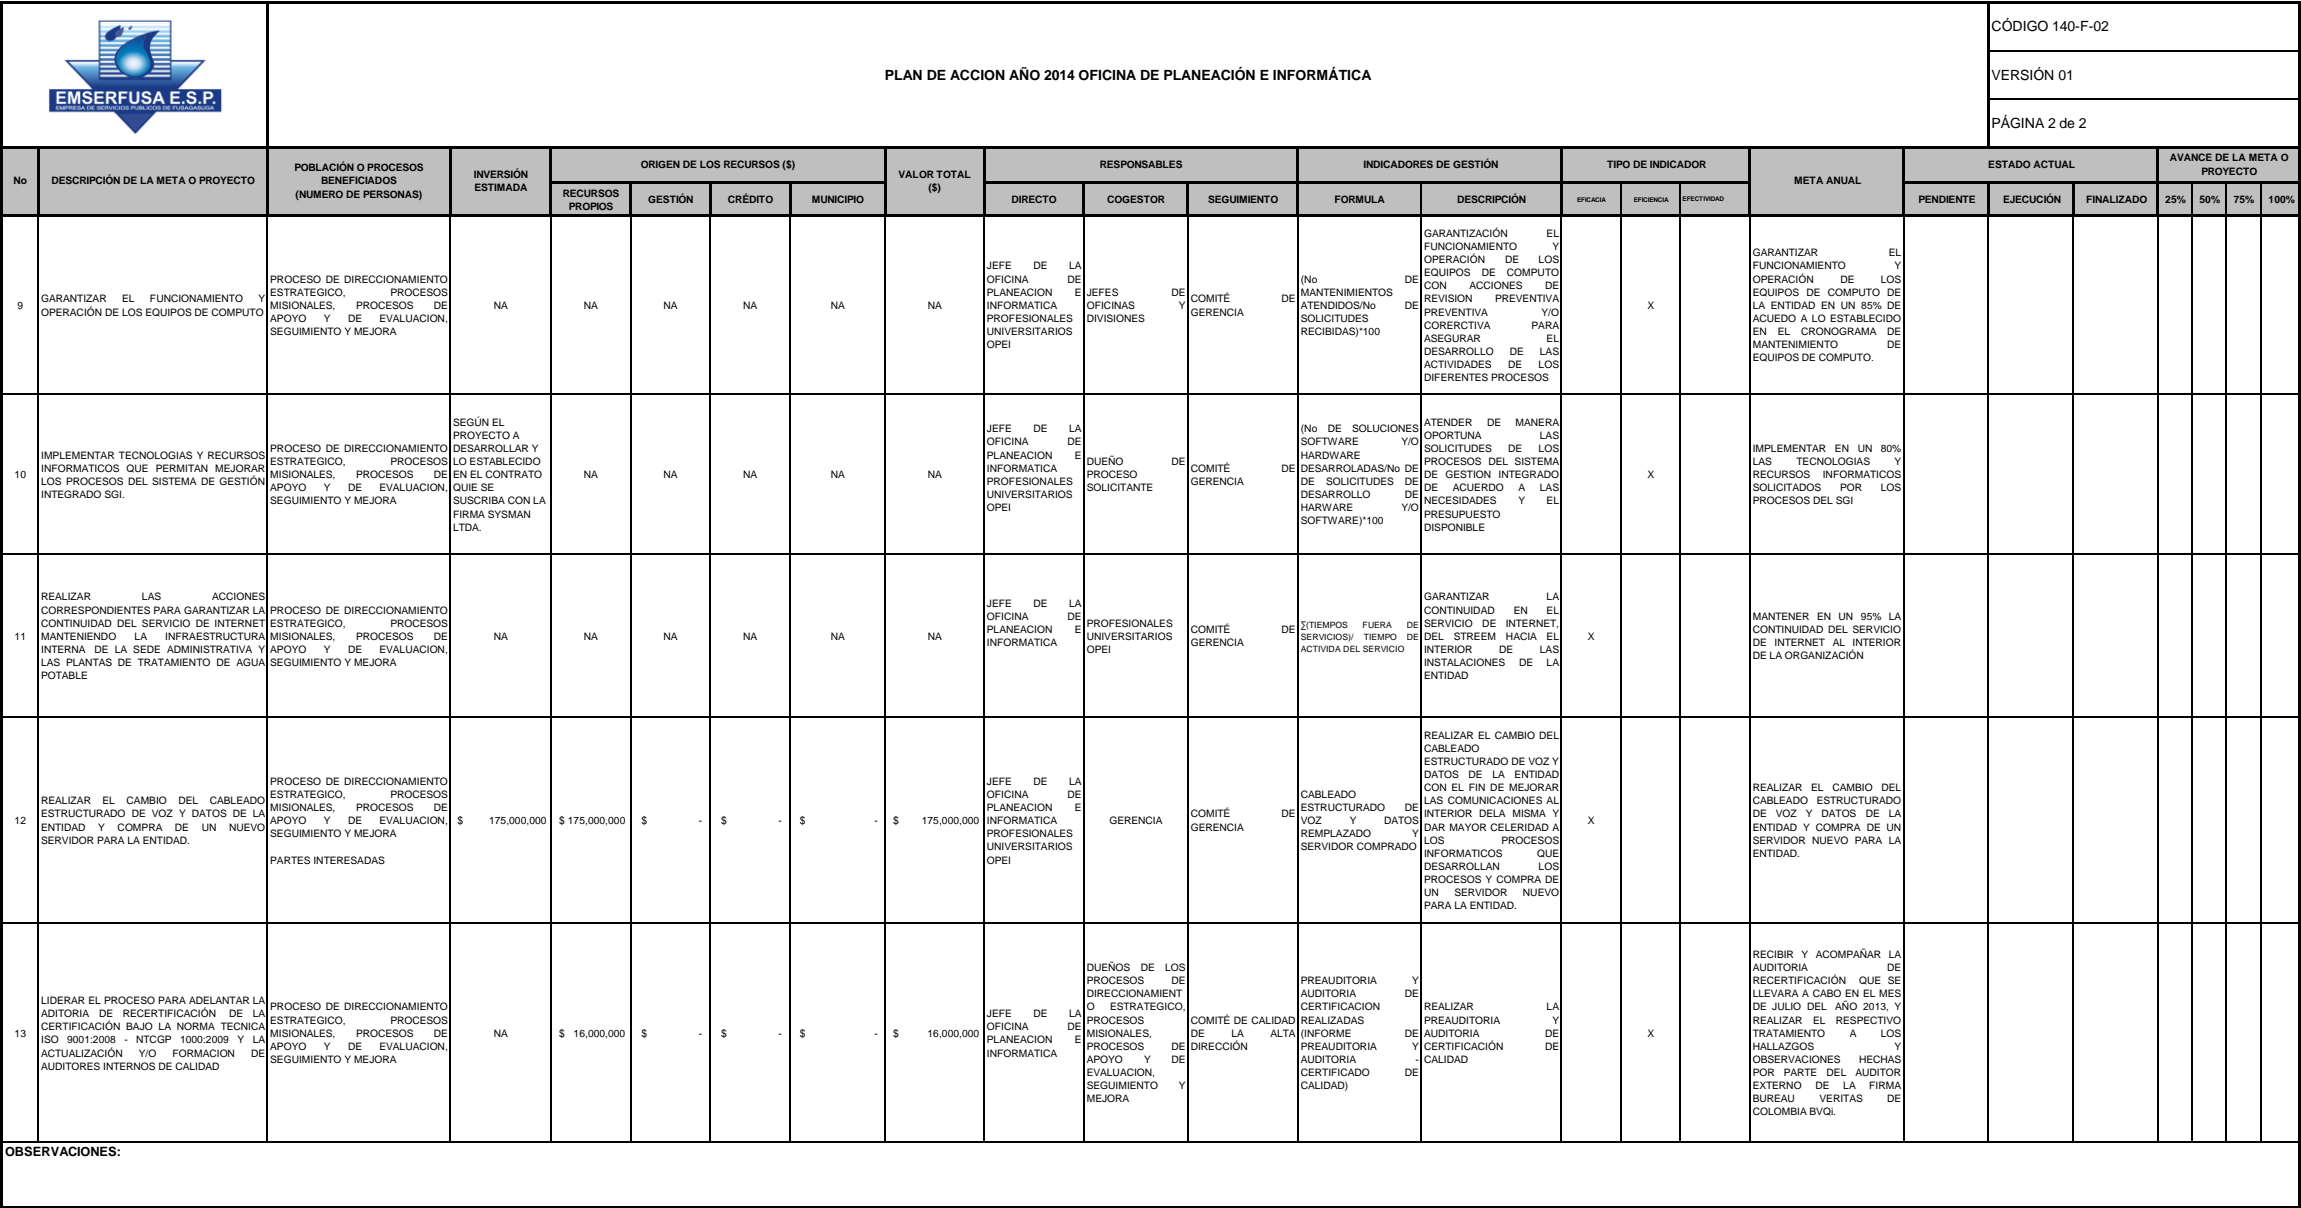 EMSERFUSA E.S.P.
EMPRESA DE SERVICIOS PUBLICOS DE FUSAGASUGA
PLAN DE ACCION AÑO 2014 OFICINA DE PLANEACIÓN E INFORMÁTICA
CÓDIGO 140-F-02
VERSIÓN 01
PÁGINA 2 de 2
No
DESCRIPCIÓN DE LA META O PROYECTO
POBLACIÓN O PROCESOS
BENEFICIADOS
(NUMERO DE PERSONAS)
INVERSIÓN
ESTIMADA
ORIGEN DE LOS RECURSOS ($)
RECURSOS
PROPIOS
GESTIÓN
CRÉDITO
MUNICIPIO
VALOR TOTAL
($)
RESPONSABLES
DIRECTO
COGESTOR
SEGUIMIENTO
INDICADORES DE GESTIÓN
FORMULA
DESCRIPCIÓN
TIPO DE INDICADOR
EFICACIA
EFICIENCIA
EFECTIVIDAD
META ANUAL
ESTADO ACTUAL
PENDIENTE
EJECUCIÓN
FINALIZADO
AVANCE DE LA META O
PROYECTO
25%
50%
75%
100%
9
GARANTIZAR EL FUNCIONAMIENTO Y
OPERACIÓN DE LOS EQUIPOS DE COMPUTO
PROCESO DE DIRECCIONAMIENTO
ESTRATEGICO, PROCESOS
MISIONALES, PROCESOS DE
APOYO Y DE EVALUACION,
SEGUIMIENTO Y MEJORA
NA
NA
NA
NA
NA
NA
JEFE DE LA
OFICINA DE
PLANEACION E
INFORMATICA
PROFESIONALES
UNIVERSITARIOS
OPEI
JEFES DE
OFICINAS Y
DIVISIONES
COMITÉ DE
GERENCIA
(No DE
MANTENIMIENTOS
ATENDIDOS/No DE
SOLICITUDES
RECIBIDAS)*100
GARANTIZACIÓN EL
FUNCIONAMIENTO Y
OPERACIÓN DE LOS
EQUIPOS DE COMPUTO
CON ACCIONES DE
REVISION PREVENTIVA
PREVENTIVA Y/O
CORERCTIVA PARA
ASEGURAR EL
DESARROLLO DE LAS
ACTIVIDADES DE LOS
DIFERENTES PROCESOS
X
GARANTIZAR EL
FUNCIONAMIENTO Y
OPERACIÓN DE LOS
EQUIPOS DE COMPUTO DE
LA ENTIDAD EN UN 85% DE
ACUEDO A LO ESTABLECIDO
EN EL CRONOGRAMA DE
MANTENIMIENTO DE
EQUIPOS DE COMPUTO.
10
IMPLEMENTAR TECNOLOGIAS Y RECURSOS
INFORMATICOS QUE PERMITAN MEJORAR
LOS PROCESOS DEL SISTEMA DE GESTIÓN
INTEGRADO SGI.
PROCESO DE DIRECCIONAMIENTO
ESTRATEGICO, PROCESOS
MISIONALES, PROCESOS DE
APOYO Y DE EVALUACION,
SEGUIMIENTO Y MEJORA
SEGÚN EL
PROYECTO A
DESARROLLAR Y
LO ESTABLECIDO
EN EL CONTRATO
QUIE SE
SUSCRIBA CON LA
FIRMA SYSMAN
LTDA.
NA
NA
NA
NA
NA
JEFE DE LA
OFICINA DE
PLANEACION E
INFORMATICA
PROFESIONALES
UNIVERSITARIOS
OPEI
DUEÑO DE
PROCESO
SOLICITANTE
COMITÉ DE
GERENCIA
(No DE SOLUCIONES
SOFTWARE Y/O
HARDWARE
DESARROLADAS/No DE
DE SOLICITUDES DE
DESARROLLO DE
HARWARE Y/O
SOFTWARE)*100
ATENDER DE MANERA
OPORTUNA LAS
SOLICITUDES DE LOS
PROCESOS DEL SISTEMA
DE GESTION INTEGRADO
DE ACUERDO A LAS
NECESIDADES Y EL
PRESUPUESTO
DISPONIBLE
X
IMPLEMENTAR EN UN 80%
LAS TECNOLOGIAS Y
RECURSOS INFORMATICOS
SOLICITADOS POR LOS
PROCESOS DEL SGI
11
REALIZAR LAS ACCIONES
CORRESPONDIENTES PARA GARANTIZAR LA
CONTINUIDAD DEL SERVICIO DE INTERNET
MANTENIENDO LA INFRAESTRUCTURA
INTERNA DE LA SEDE ADMINISTRATIVA Y
LAS PLANTAS DE TRATAMIENTO DE AGUA
POTABLE
PROCESO DE DIRECCIONAMIENTO
ESTRATEGICO, PROCESOS
MISIONALES, PROCESOS DE
APOYO Y DE EVALUACION,
SEGUIMIENTO Y MEJORA
NA
NA
NA
NA
NA
NA
JEFE DE LA
OFICINA DE
PLANEACION E
INFORMATICA
PROFESIONALES
UNIVERSITARIOS
OPEI
COMITÉ DE
GERENCIA
∑(TIEMPOS FUERA DE
SERVICIOS)/ TIEMPO DE
ACTIVIDA DEL SERVICIO
GARANTIZAR LA
CONTINUIDAD EN EL
SERVICIO DE INTERNET,
DEL STREEM HACIA EL
INTERIOR DE LAS
INSTALACIONES DE LA
ENTIDAD
X
MANTENER EN UN 95% LA
CONTINUIDAD DEL SERVICIO
DE INTERNET AL INTERIOR
DE LA ORGANIZACIÓN
12
REALIZAR EL CAMBIO DEL CABLEADO
ESTRUCTURADO DE VOZ Y DATOS DE LA
ENTIDAD Y COMPRA DE UN NUEVO
SERVIDOR PARA LA ENTIDAD.
PROCESO DE DIRECCIONAMIENTO
ESTRATEGICO, PROCESOS
MISIONALES, PROCESOS DE
APOYO Y DE EVALUACION,
SEGUIMIENTO Y MEJORA
PARTES INTERESADAS
$ 175,000,000
$ 175,000,000
$ -
$ -
$ -
$ 175,000,000
JEFE DE LA
OFICINA DE
PLANEACION E
INFORMATICA
PROFESIONALES
UNIVERSITARIOS
OPEI
GERENCIA
COMITÉ DE
GERENCIA
CABLEADO
ESTRUCTURADO DE
VOZ Y DATOS
REMPLAZADO Y
SERVIDOR COMPRADO
REALIZAR EL CAMBIO DEL
CABLEADO
ESTRUCTURADO DE VOZ Y
DATOS DE LA ENTIDAD
CON EL FIN DE MEJORAR
LAS COMUNICACIONES AL
INTERIOR DELA MISMA Y
DAR MAYOR CELERIDAD A
LOS PROCESOS
INFORMATICOS QUE
DESARROLLAN LOS
PROCESOS Y COMPRA DE
UN SERVIDOR NUEVO
PARA LA ENTIDAD.
X
REALIZAR EL CAMBIO DEL
CABLEADO ESTRUCTURADO
DE VOZ Y DATOS DE LA
ENTIDAD Y COMPRA DE UN
SERVIDOR NUEVO PARA LA
ENTIDAD.
13
LIDERAR EL PROCESO PARA ADELANTAR LA
ADITORIA DE RECERTIFICACIÓN DE LA
CERTIFICACIÓN BAJO LA NORMA TECNICA
ISO 9001:2008 - NTCGP 1000:2009 Y LA
ACTUALIZACIÓN Y/O FORMACION DE
AUDITORES INTERNOS DE CALIDAD
PROCESO DE DIRECCIONAMIENTO
ESTRATEGICO, PROCESOS
MISIONALES, PROCESOS DE
APOYO Y DE EVALUACION,
SEGUIMIENTO Y MEJORA
NA
$ 16,000,000
$ -
$ -
$ -
$ 16,000,000
JEFE DE LA
OFICINA DE
PLANEACION E
INFORMATICA
DUEÑOS DE LOS
PROCESOS DE
DIRECCIONAMIENT
O ESTRATEGICO,
PROCESOS
MISIONALES,
PROCESOS DE
APOYO Y DE
EVALUACION,
SEGUIMIENTO Y
MEJORA
COMITÉ DE CALIDAD
DE LA ALTA
DIRECCIÓN
PREAUDITORIA Y
AUDITORIA DE
CERTIFICACION
REALIZADAS
(INFORME DE
PREAUDITORIA Y
AUDITORIA -
CERTIFICADO DE
CALIDAD)
REALIZAR LA
PREAUDITORIA Y
AUDITORIA DE
CERTIFICACIÓN DE
CALIDAD
X
RECIBIR Y ACOMPAÑAR LA
AUDITORIA DE
RECERTIFICACIÓN QUE SE
LLEVARA A CABO EN EL MES
DE JULIO DEL AÑO 2013, Y
REALIZAR EL RESPECTIVO
TRATAMIENTO A LOS
HALLAZGOS Y
OBSERVACIONES HECHAS
POR PARTE DEL AUDITOR
EXTERNO DE LA FIRMA
BUREAU VERITAS DE
COLOMBIA BVQi.
OBSERVACIONES: